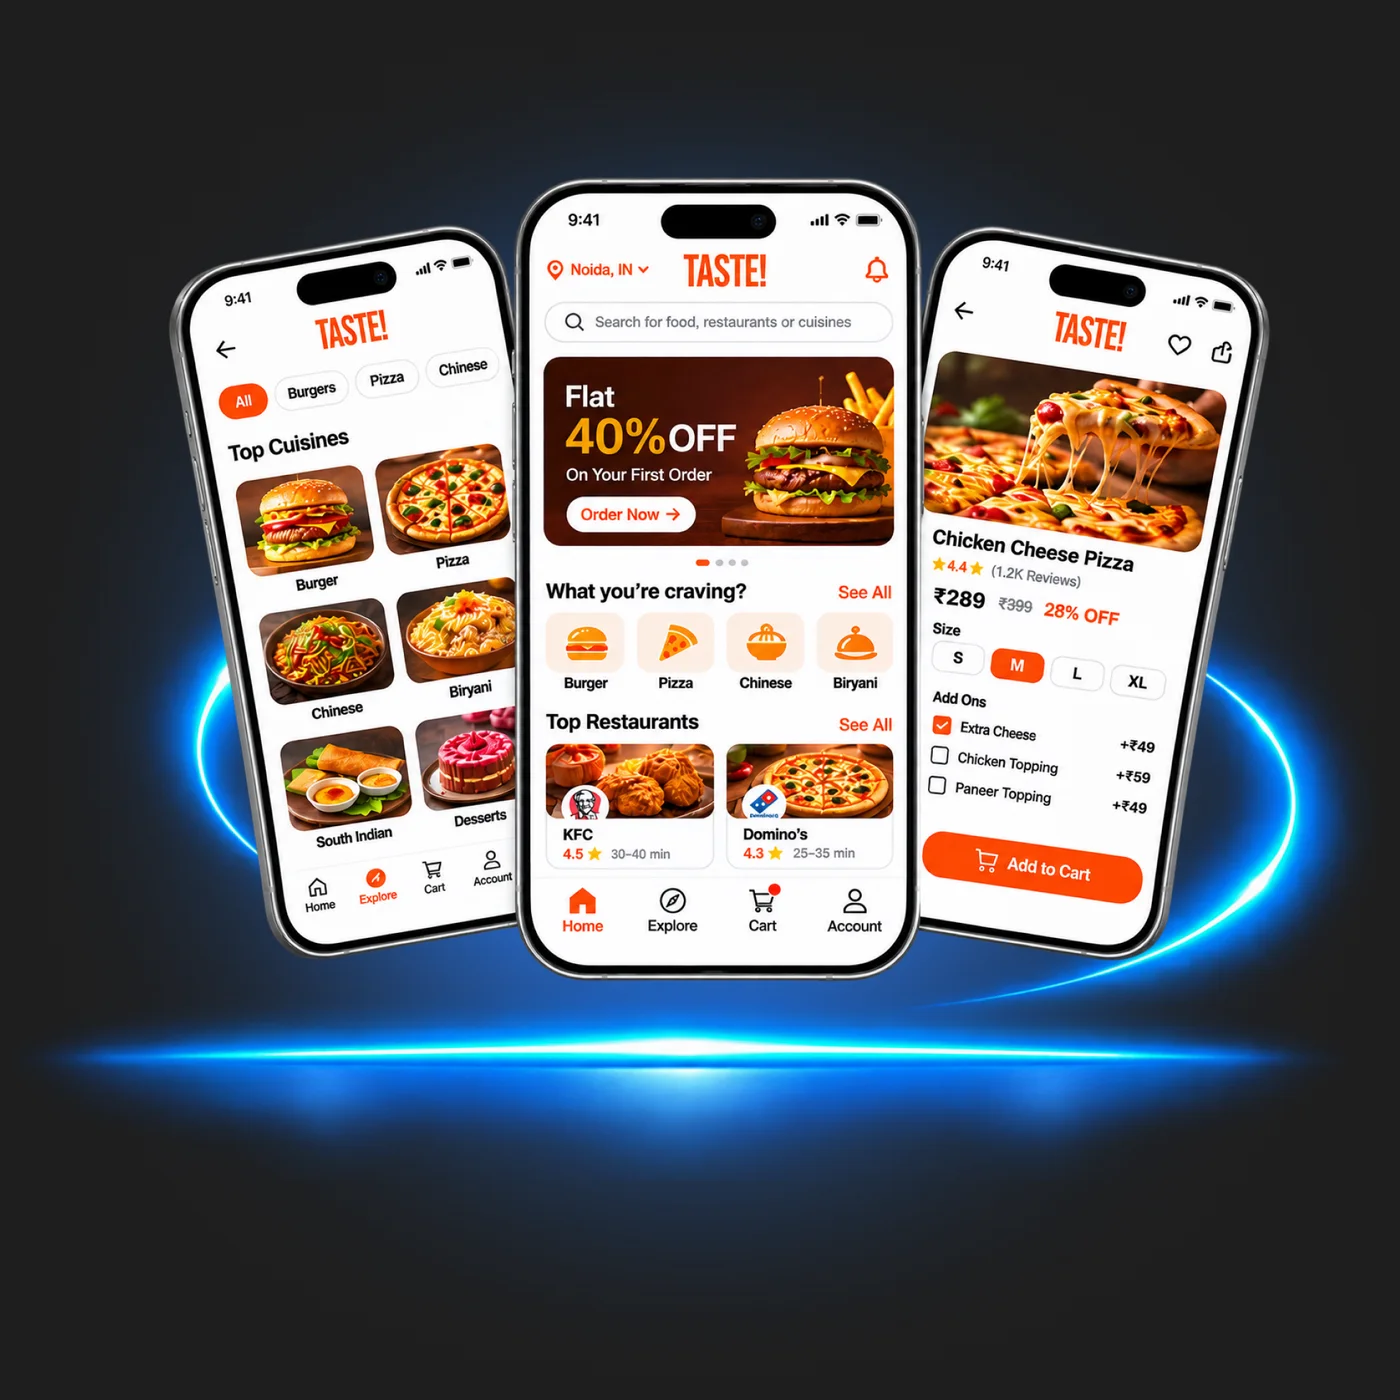 9:41
TASTE!
All Burgers Pizza Chinese
Top Cuisines
Burger Pizza
Chinese Biryani
South Indian Desserts
Home Explore Cart Account
9:41
Noida, IN TASTE!
Search for food, restaurants or cuisines
Flat
40% OFF
On Your First Order
Order Now →
What you're craving? See All
Burger Pizza Chinese Biryani
Top Restaurants See All
KFC Domino's
4.5 30–40 min 4.3 25–35 min
Home Explore Cart Account
9:41
TASTE!
Chicken Cheese Pizza
4.4 (1.2K Reviews)
₹289 ₹399 28% OFF
Size
S M L XL
Add Ons
Extra Cheese +₹49
Chicken Topping +₹59
Paneer Topping +₹49
Add to Cart